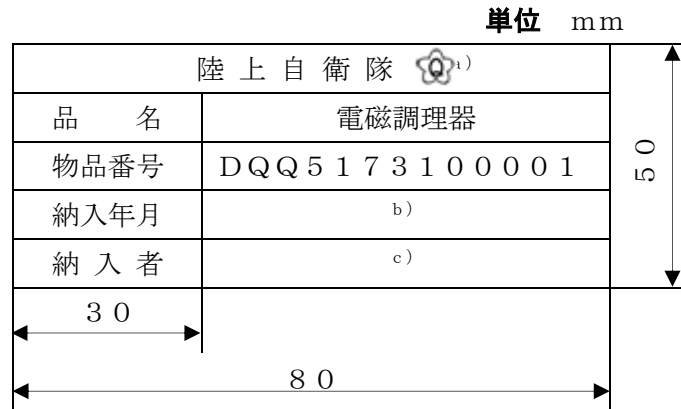 単位 mm
陸上自衛隊 Q a)
品 名 電磁調理器
物品番号 DQQ5173100001
納入年月 b)
納入者 c)
50
30
80